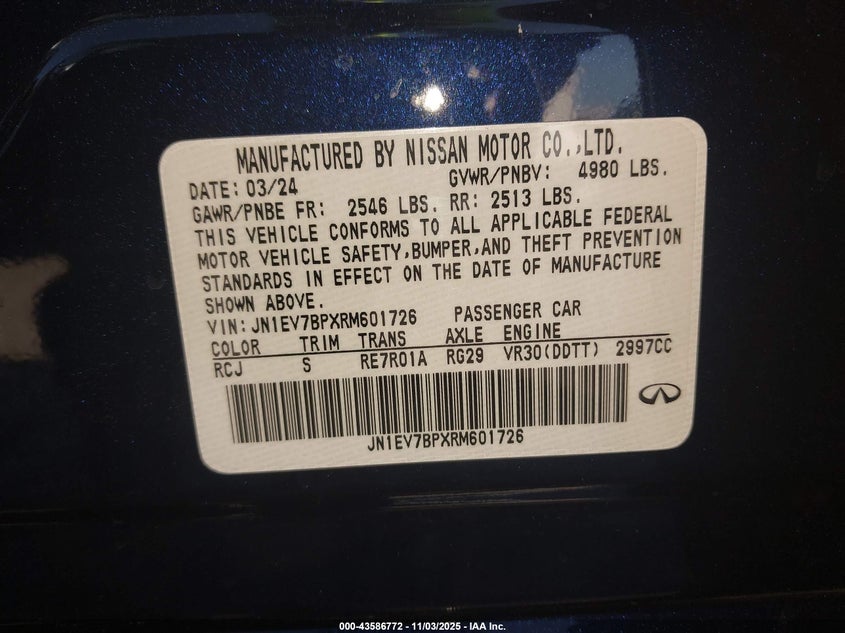 MANUFACTURED BY NISSAN MOTOR CO.,LTD.
DATE: 03/24 GVWR/PNBV: 4980 LBS.
GAWR/PNBE FR: 2546 LBS. RR: 2513 LBS.
THIS VEHICLE CONFORMS TO ALL APPLICABLE FEDERAL
MOTOR VEHICLE SAFETY,BUMPER,AND THEFT PREVENTION
STANDARDS IN EFFECT ON THE DATE OF MANUFACTURE
SHOWN ABOVE.
VIN: JN1EV7BPXRM601726 PASSENGER CAR
COLOR TRIM TRANS AXLE ENGINE
RCJ S RE7R01A RG29 VR30(DDTT) 2997CC
JN1EV7BPXRM601726
000-43586772 - 11/03/2025 - IAA Inc.